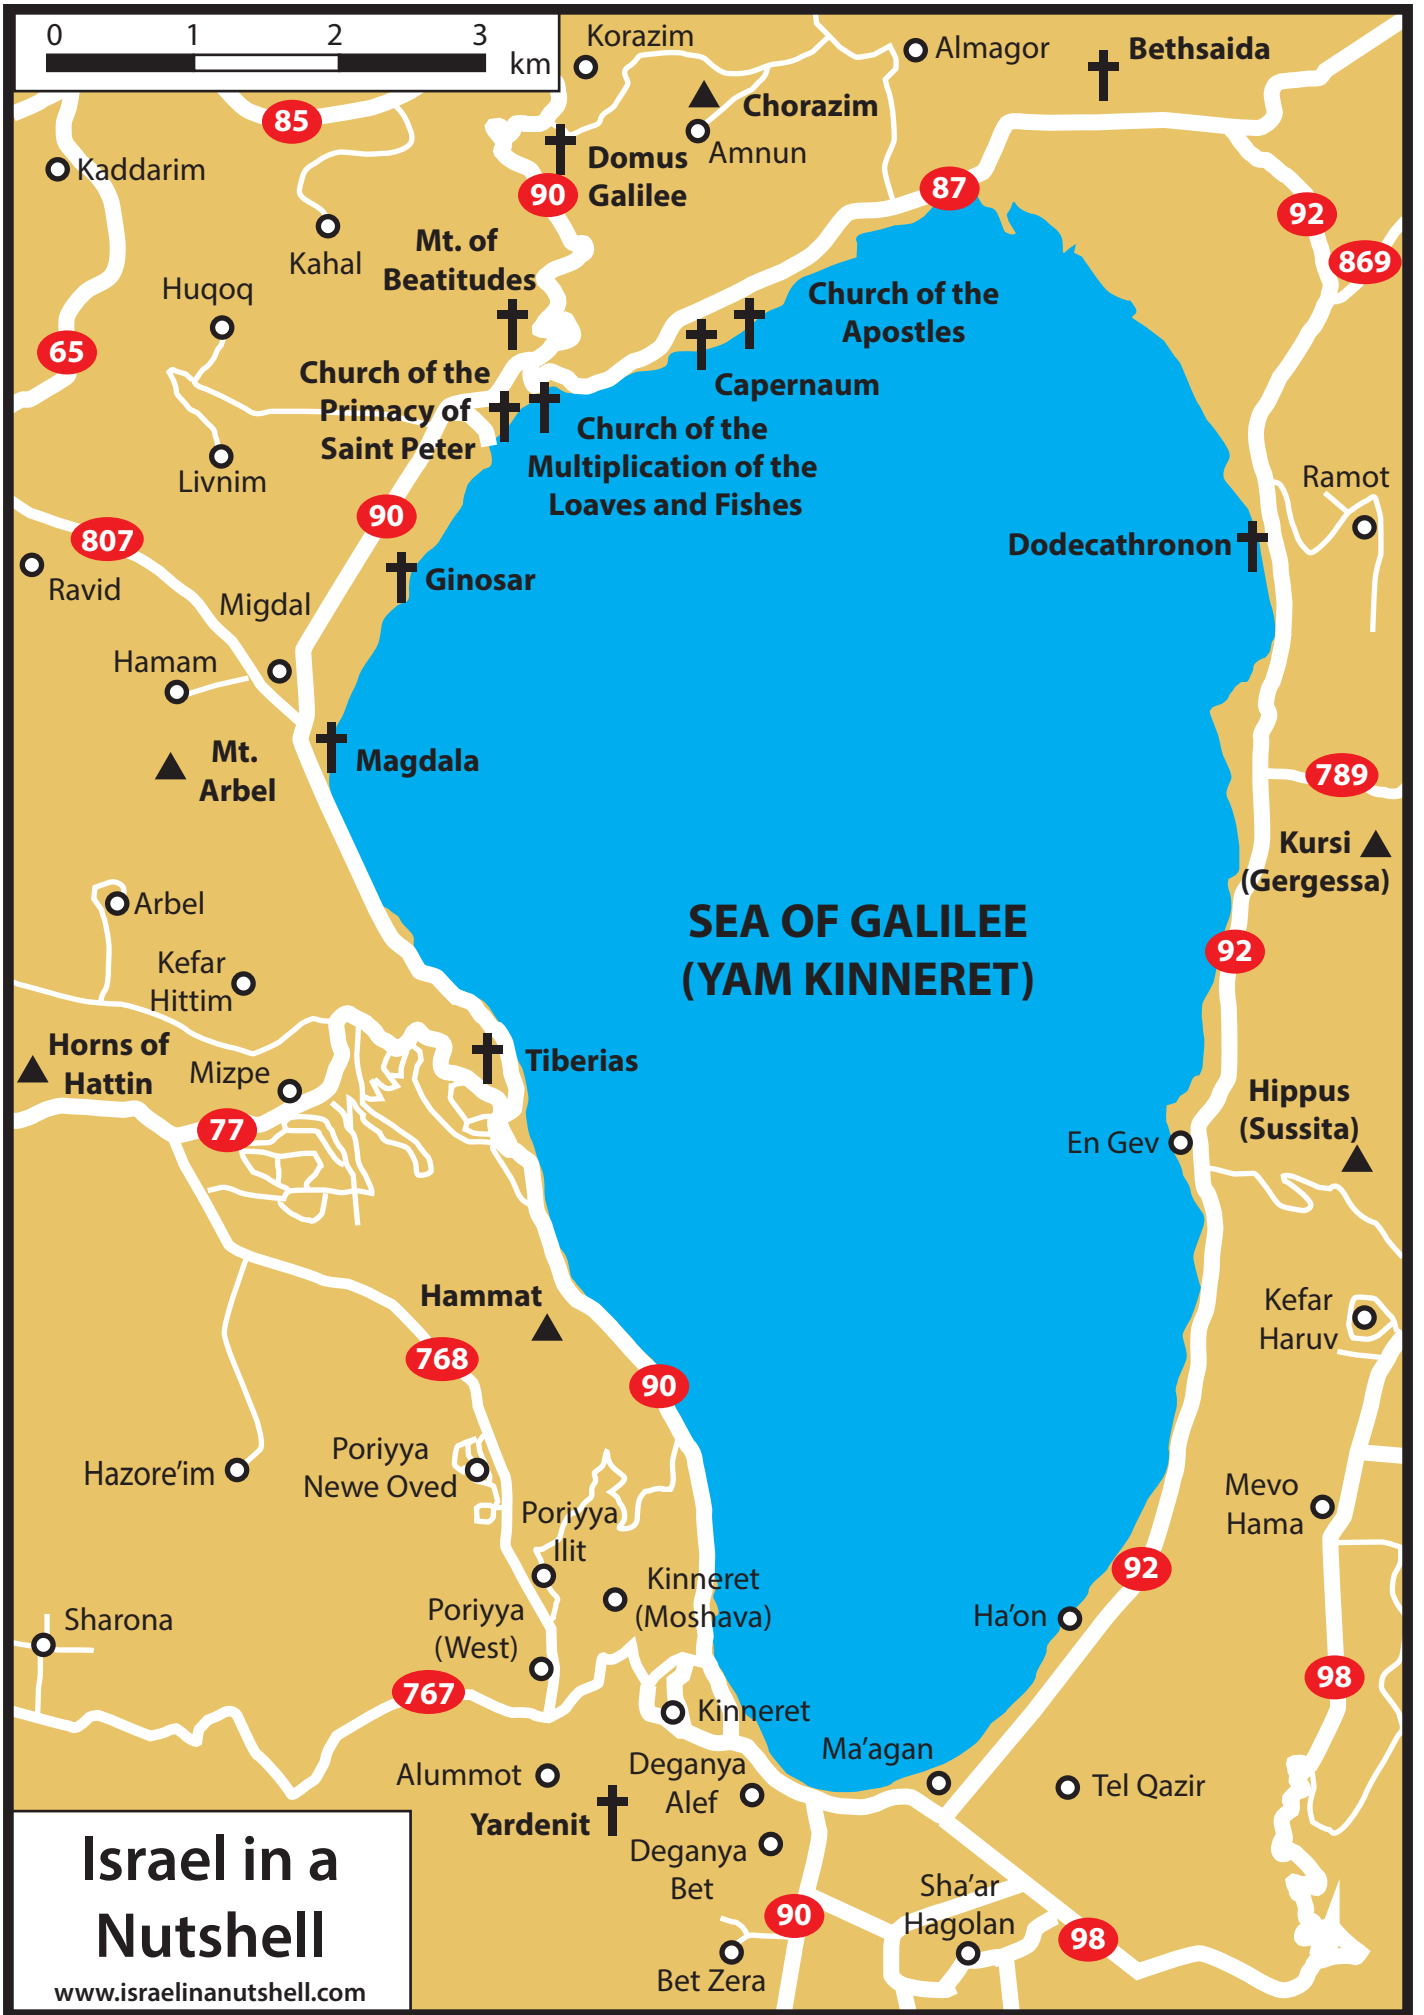 0 1 2 3
km
Korazim
Almagor
Bethsaida
85
Chorazim
Kaddarim
Amnun
Domus
Galilee
90
87
92
Kahal
Mt. of
Beatitudes
869
Huqoq
Church of the
Apostles
65
Church of the
Primacy of
Saint Peter
Capernaum
Church of the
Multiplication of the
Loaves and Fishes
Livnim
Ramot
90
807
Dodecathronon
Ravid
Ginosar
Migdal
Hamam
Mt.
Arbel
Magdala
789
Kursi
(Gergessa)
Arbel
SEA OF GALILEE
(YAM KINNERET)
92
Kefar
Hittim
Horns of
Hattin
Mizpe
Tiberias
77
Hippus
(Sussita)
En Gev
Hammat
Kefar
Haruv
768
90
Hazore'im
Poriyya
Newe Oved
Mevo
Hama
Poriyya
Ilit
92
Kinneret
(Moshava)
Poriyya
(West)
Ha'on
Sharona
98
767
Kinneret
Ma'agan
Alummot
Deganya
Alef
Tel Qazir
Yardenit
Deganya
Bet
Sha'ar
Hagolan
90
98
Bet Zera
Israel in a
Nutshell
www.israelinanutshell.com